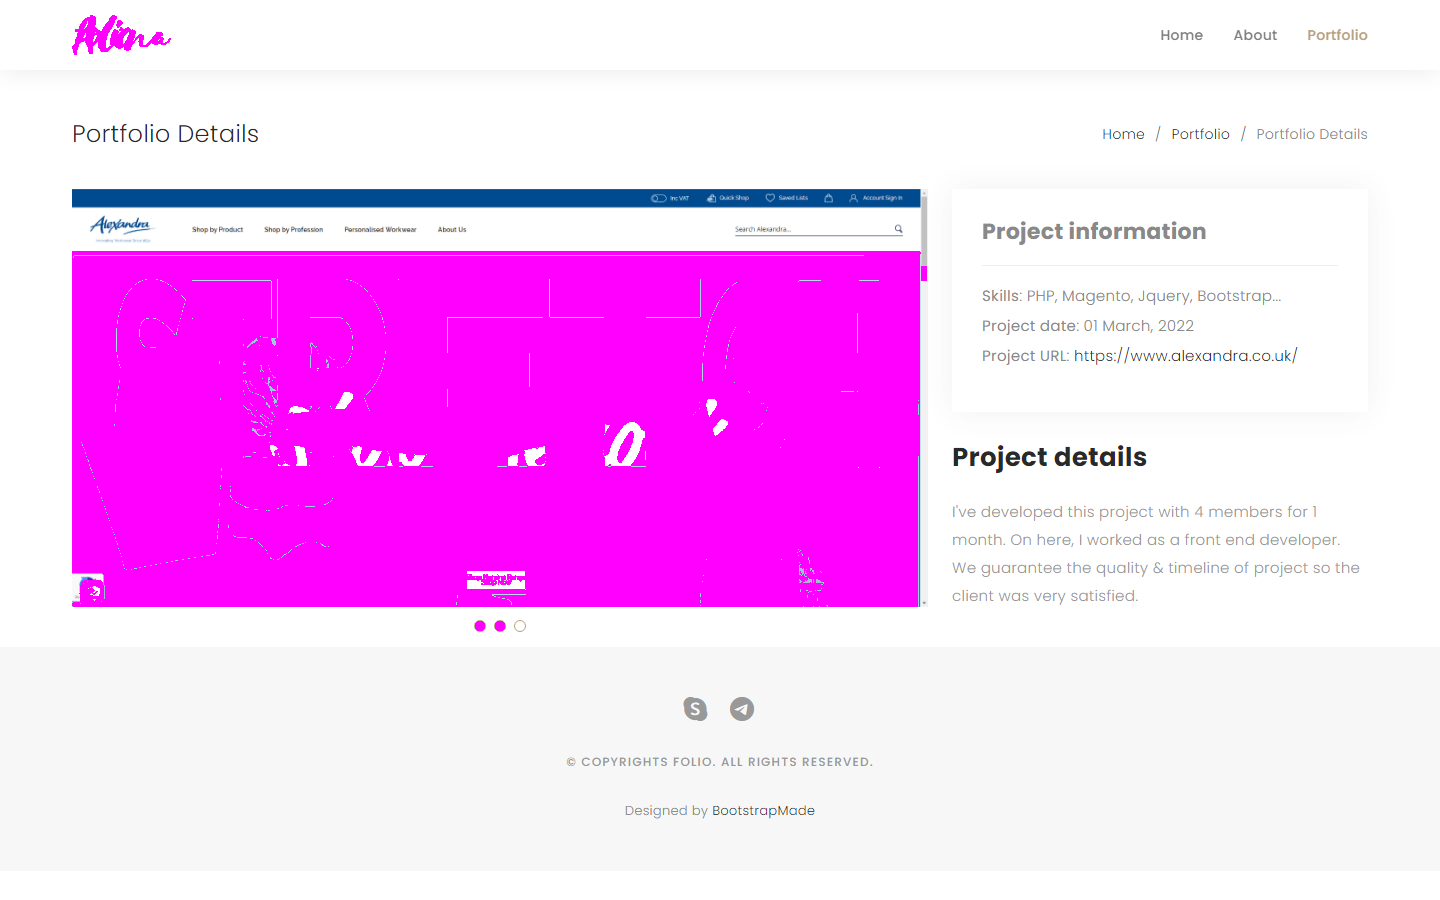 Alina
Home About Portfolio
Portfolio Details
Home / Portfolio / Portfolio Details
Inc VAT Quick Shop Saved Lists Account Sign In
Alexandra
Shop by Product Shop by Profession Personalised Workwear About Us
Search Alexandra...
Project information
Skills: PHP, Magento, Jquery, Bootstrap...
Project date: 01 March, 2022
Project URL: https://www.alexandra.co.uk/
Project details
I've developed this project with 4 members for 1
month. On here, I worked as a front end developer.
We guarantee the quality & timeline of project so the
client was very satisfied.
© COPYRIGHTS FOLIO. ALL RIGHTS RESERVED.
Designed by BootstrapMade